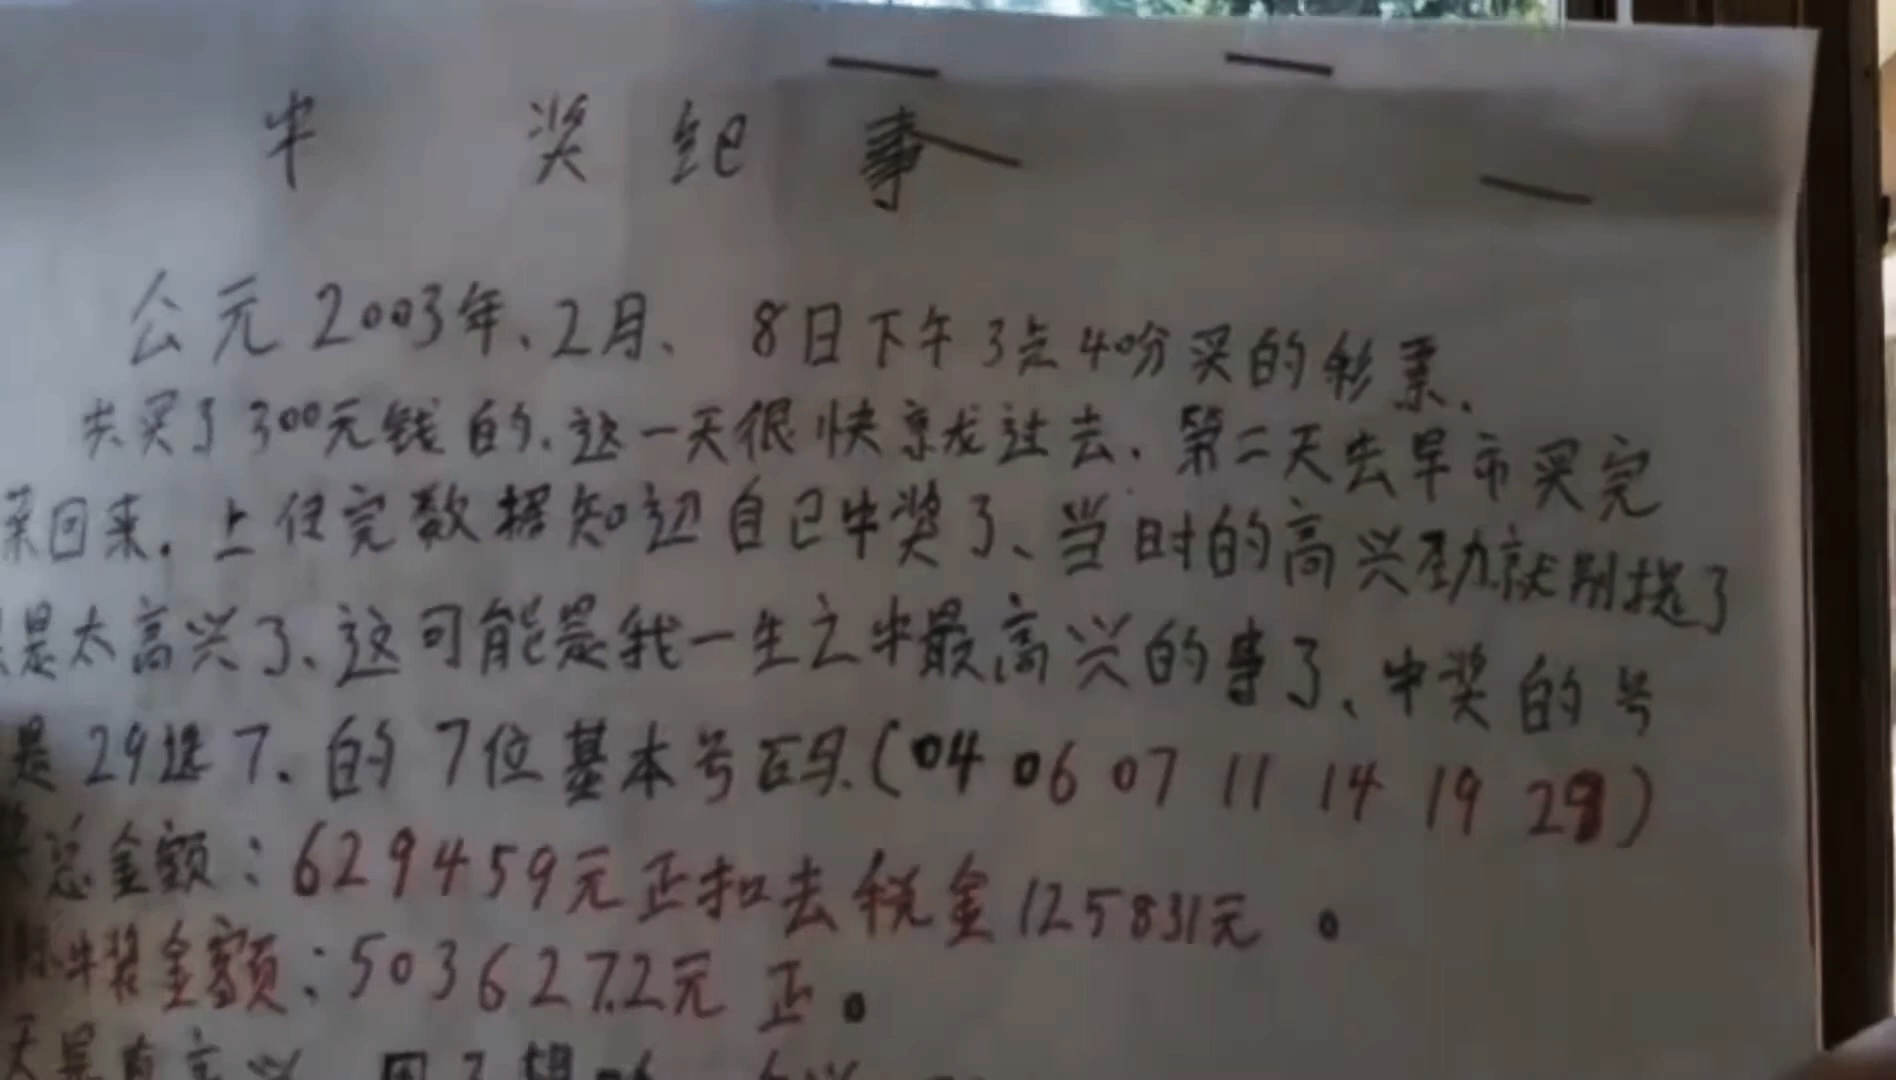 中奖纪事
公元2003年、2月、8日下午3点40分买的彩票.
共买了300元钱的.这一天很快就过去.第二天去早市买完
菜回来.上任完数据知道自己中奖了、当时的高兴劲就别提了
是太高兴了、这可能是我一生之中最高兴的事了、中奖的号
是29选7.的7位基本号码.(04 06 07 11 14 19 28)
总金额:629459元正扣去税金125831元。
中奖金额:503627.2元正。